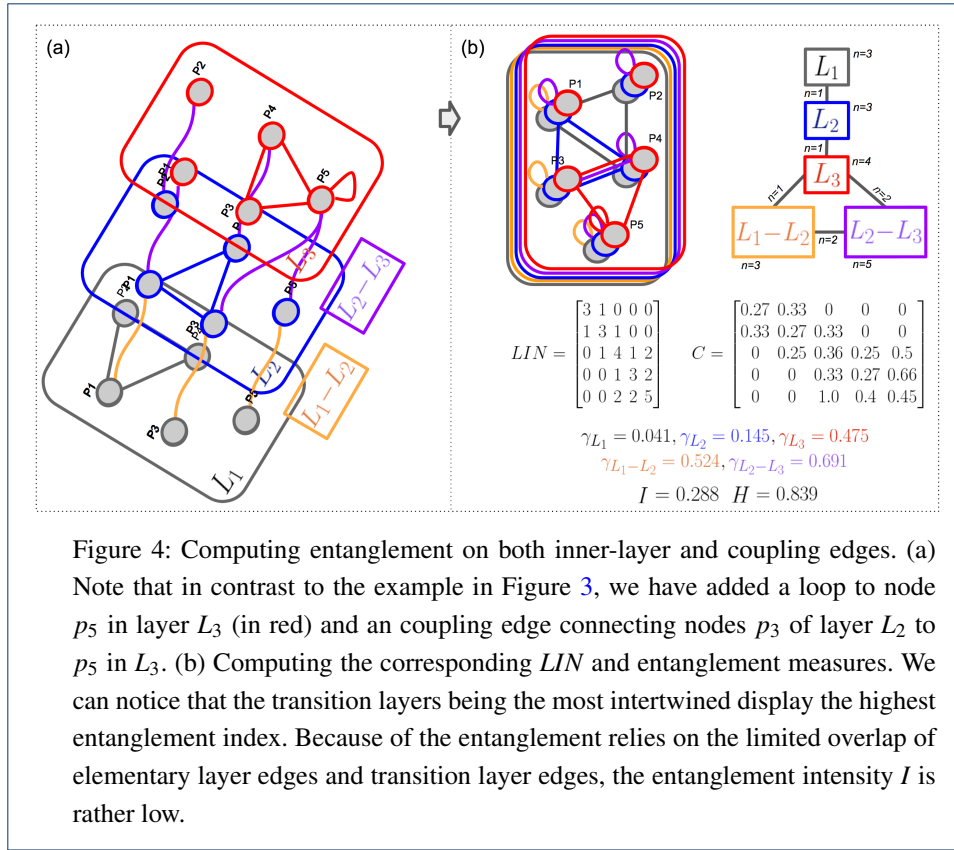 (a)
P2
P4
P1
P2
P5
P3
P
L3
L2−L3
P1
P2
P5
P3
P4
L2
L1−L2
P1
P5
P3
L1
(b)
P1
P2
P4
P3
P5
L1 n=3
n=1
L2 n=3
n=1
L3 n=4
n=1 n=2
L1−L2 n=2 L2−L3
n=3 n=5
LIN =
3 1 0 0 0
1 3 1 0 0
0 1 4 1 2
0 0 1 3 2
0 0 2 2 5
C =
0.27 0.33 0 0 0
0.33 0.27 0.33 0 0
0 0.25 0.36 0.25 0.5
0 0 0.33 0.27 0.66
0 0 1.0 0.4 0.45
γL1 = 0.041, γL2 = 0.145, γL3 = 0.475
γL1−L2 = 0.524, γL2−L3 = 0.691
I = 0.288 H = 0.839
Figure 4: Computing entanglement on both inner-layer and coupling edges. (a)
Note that in contrast to the example in Figure 3, we have added a loop to node
p5 in layer L3 (in red) and an coupling edge connecting nodes p3 of layer L2 to
p5 in L3. (b) Computing the corresponding LIN and entanglement measures. We
can notice that the transition layers being the most intertwined display the highest
entanglement index. Because of the entanglement relies on the limited overlap of
elementary layer edges and transition layer edges, the entanglement intensity I is
rather low.